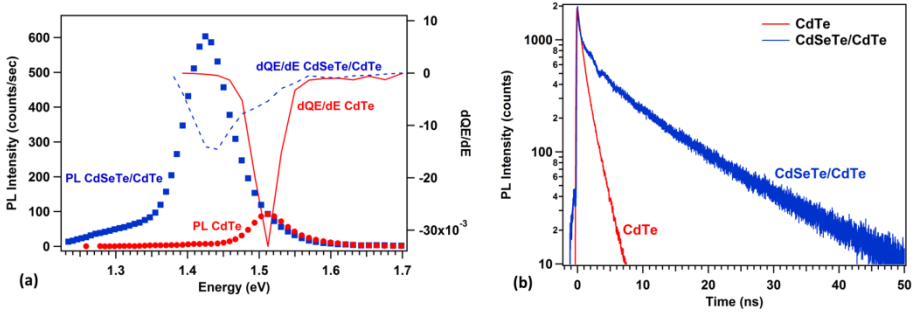 600
500
400
300
200
100
0
PL Intensity (counts/sec)
1.3
1.4
1.5
1.6
1.7
Energy (eV)
10
0
-10
-20
-30x10-3
dQE/dE
dQE/dE CdSeTe/CdTe
dQE/dE CdTe
PL CdSeTe/CdTe
PL CdTe
(a)
2
1000
8
6
4
2
100
8
6
4
2
10
PL Intensity (counts)
0
10
20
30
40
50
Time (ns)
CdTe
CdSeTe/CdTe
CdSeTe/CdTe
CdTe
(b)